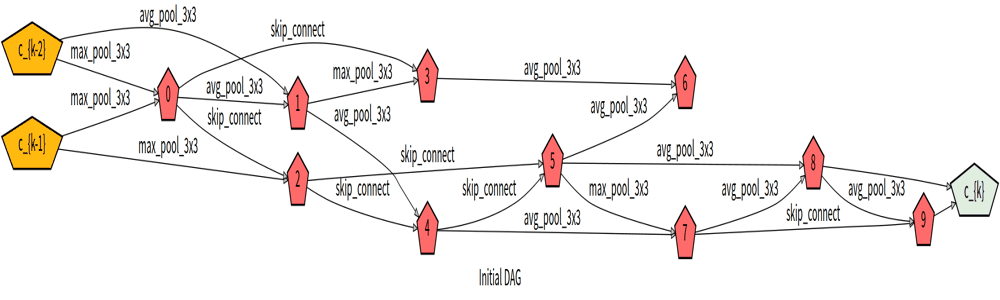 avg_pool_3x3
skip_connect
c_{k-2}
max_pool_3x3
max_pool_3x3
3
avg_pool_3x3
6
avg_pool_3x3
0
1
max_pool_3x3
skip_connect
avg_pool_3x3
avg_pool_3x3
c_{k-1}
max_pool_3x3
skip_connect
5
avg_pool_3x3
8
2
skip_connect
skip_connect
max_pool_3x3
avg_pool_3x3
avg_pool_3x3
c_{k}
4
avg_pool_3x3
7
skip_connect
9
Initial DAG